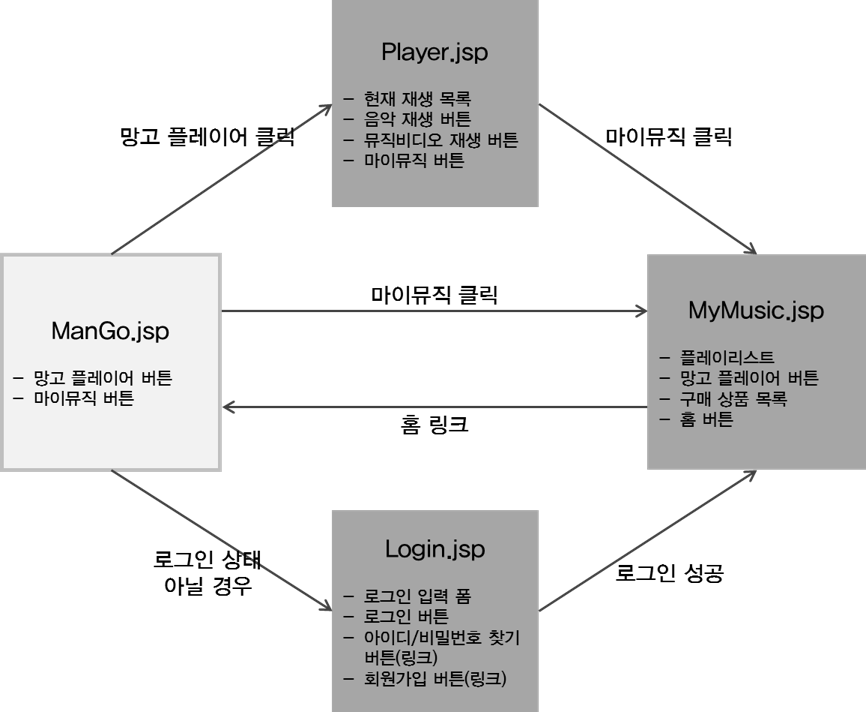 Player.jsp
– 현재 재생 목록
– 음악 재생 버튼
– 뮤직비디오 재생 버튼
– 마이뮤직 버튼
망고 플레이어 클릭
마이뮤직 클릭
ManGo.jsp
– 망고 플레이어 버튼
– 마이뮤직 버튼
마이뮤직 클릭
홈 링크
MyMusic.jsp
– 플레이리스트
– 망고 플레이어 버튼
– 구매 상품 목록
– 홈 버튼
로그인 상태
아닐 경우
Login.jsp
– 로그인 입력 폼
– 로그인 버튼
– 아이디/비밀번호 찾기
버튼(링크)
– 회원가입 버튼(링크)
로그인 성공